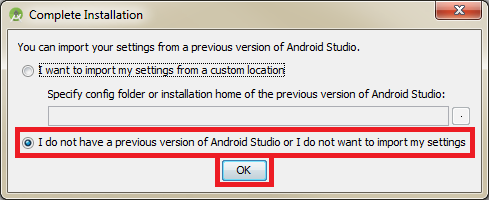 Complete Installation
You can import your settings from a previous version of Android Studio.
I want to import my settings from a custom location
Specify config folder or installation home of the previous version of Android Studio:
.
I do not have a previous version of Android Studio or I do not want to import my settings
OK